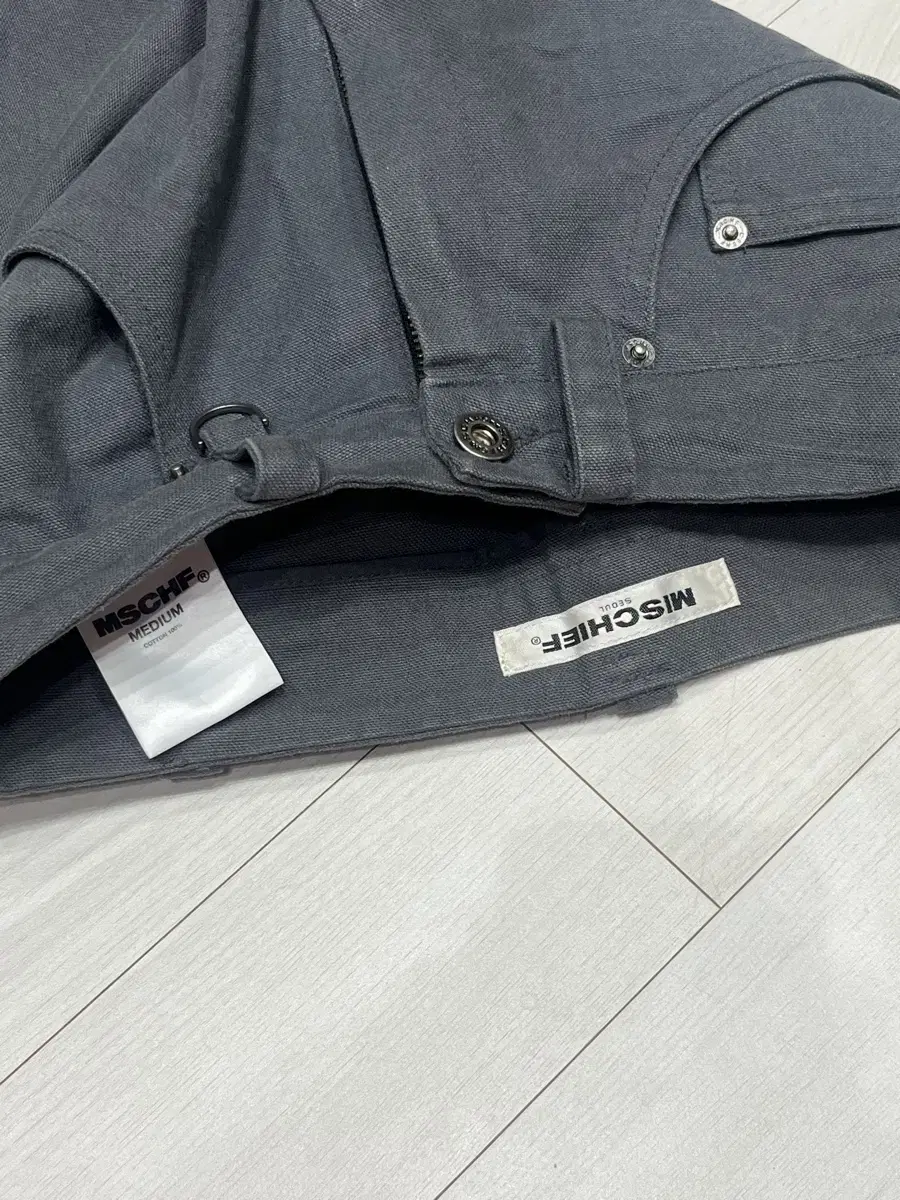 MSCHF®
MEDIUM
COTTON 100%
MISCHIEF®
SEOUL